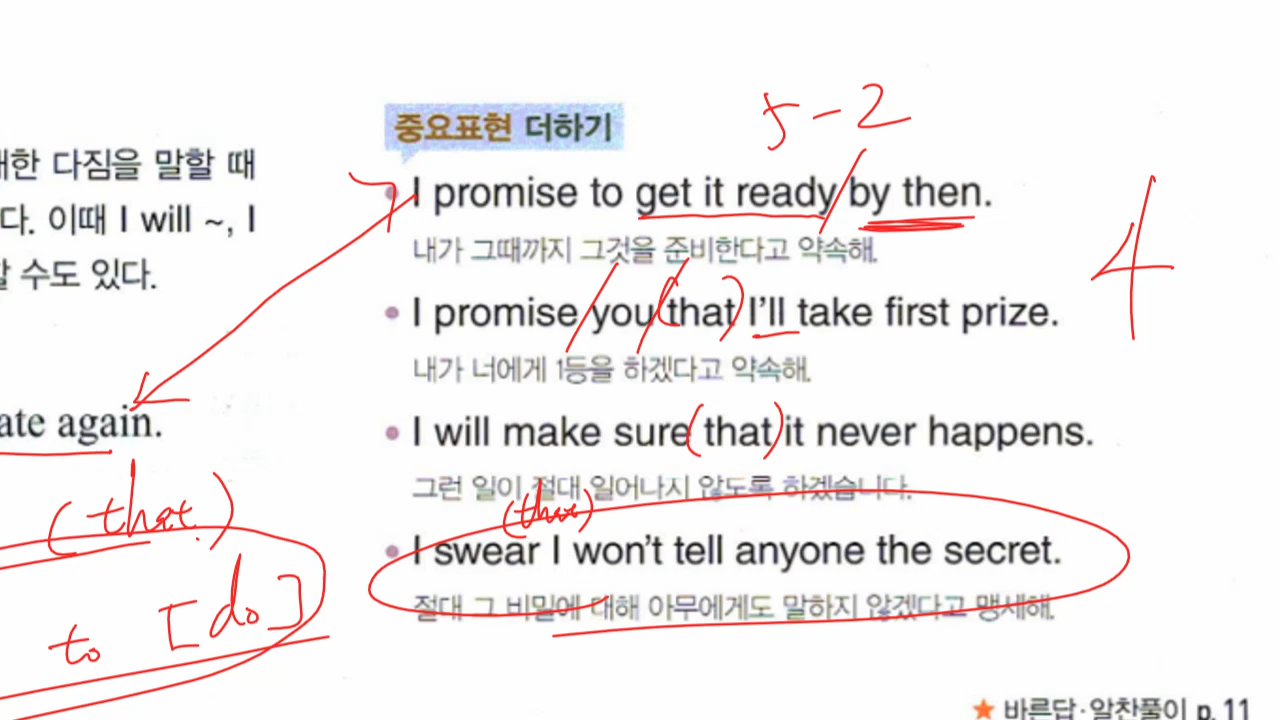 중요표현 더하기
5-2
I promise to get it ready by then.
내가 그때까지 그것을 준비한다고 약속해.
I promise you (that) I'll take first prize.
내가 너에게 1등을 하겠다고 약속해.
4
I will make sure (that) it never happens.
그런 일이 절대 일어나지 않도록 하겠습니다.
(that)
I swear I won't tell anyone the secret.
절대 그 비밀에 대해 아무에게도 말하지 않겠다고 맹세해.
다짐을 말할 때
다. 이때 I will ~, I
수도 있다.
again.
(that)
to [do]
★ 바른답·알찬풀이 p. 11